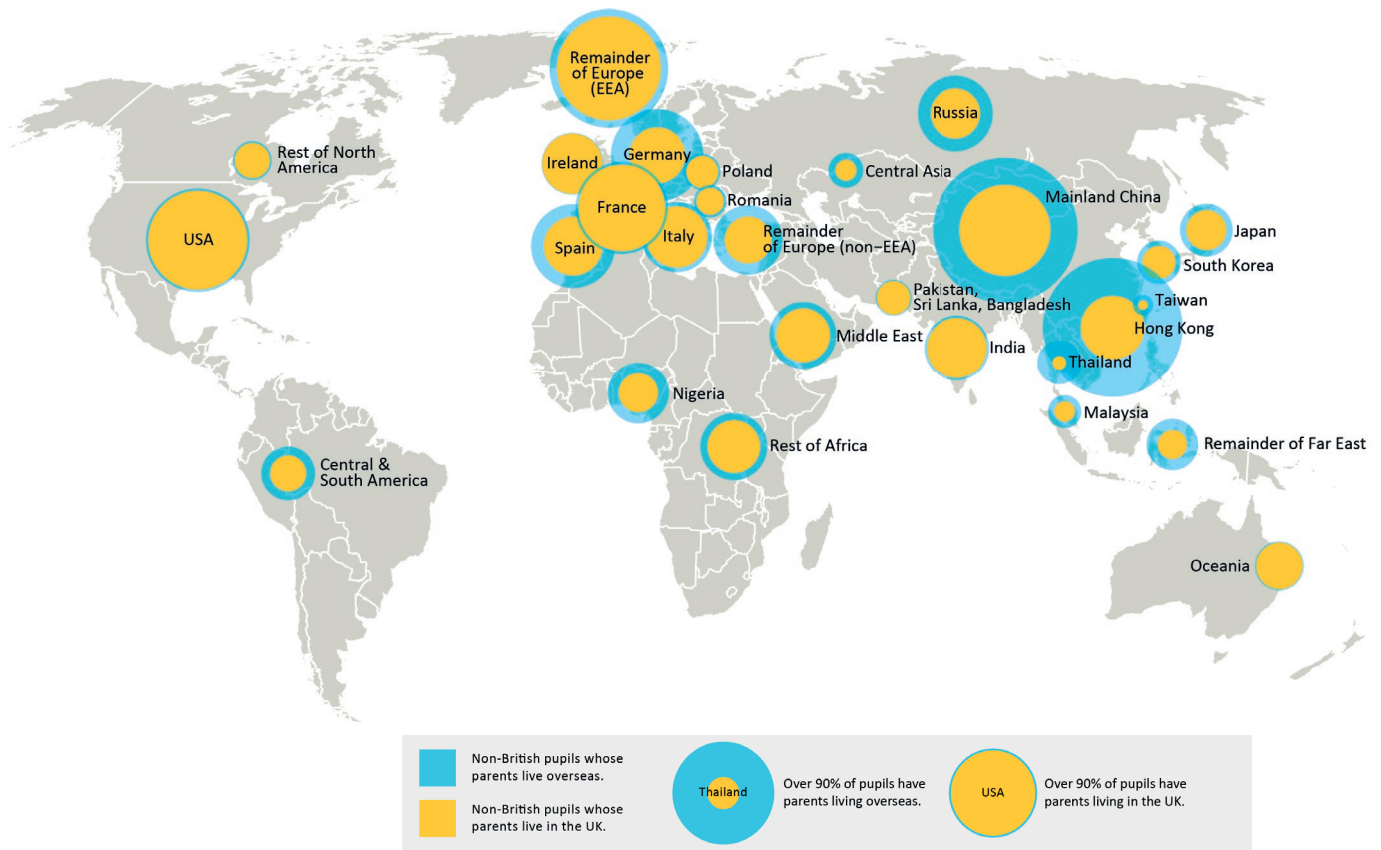 Remainder
of Europe
(EEA)
Russia
Rest of North
America
Ireland
Germany
Poland
Central Asia
Romania
Mainland China
France
USA
Spain
Italy
Remainder
of Europe (non–EEA)
Japan
South Korea
Pakistan,
Sri Lanka, Bangladesh
Taiwan
Hong Kong
Middle East
India
Thailand
Nigeria
Malaysia
Rest of Africa
Remainder of Far East
Central &
South America
Oceania
Non-British pupils whose
parents live overseas.
Non-British pupils whose
parents live in the UK.
Thailand
Over 90% of pupils have
parents living overseas.
USA
Over 90% of pupils have
parents living in the UK.